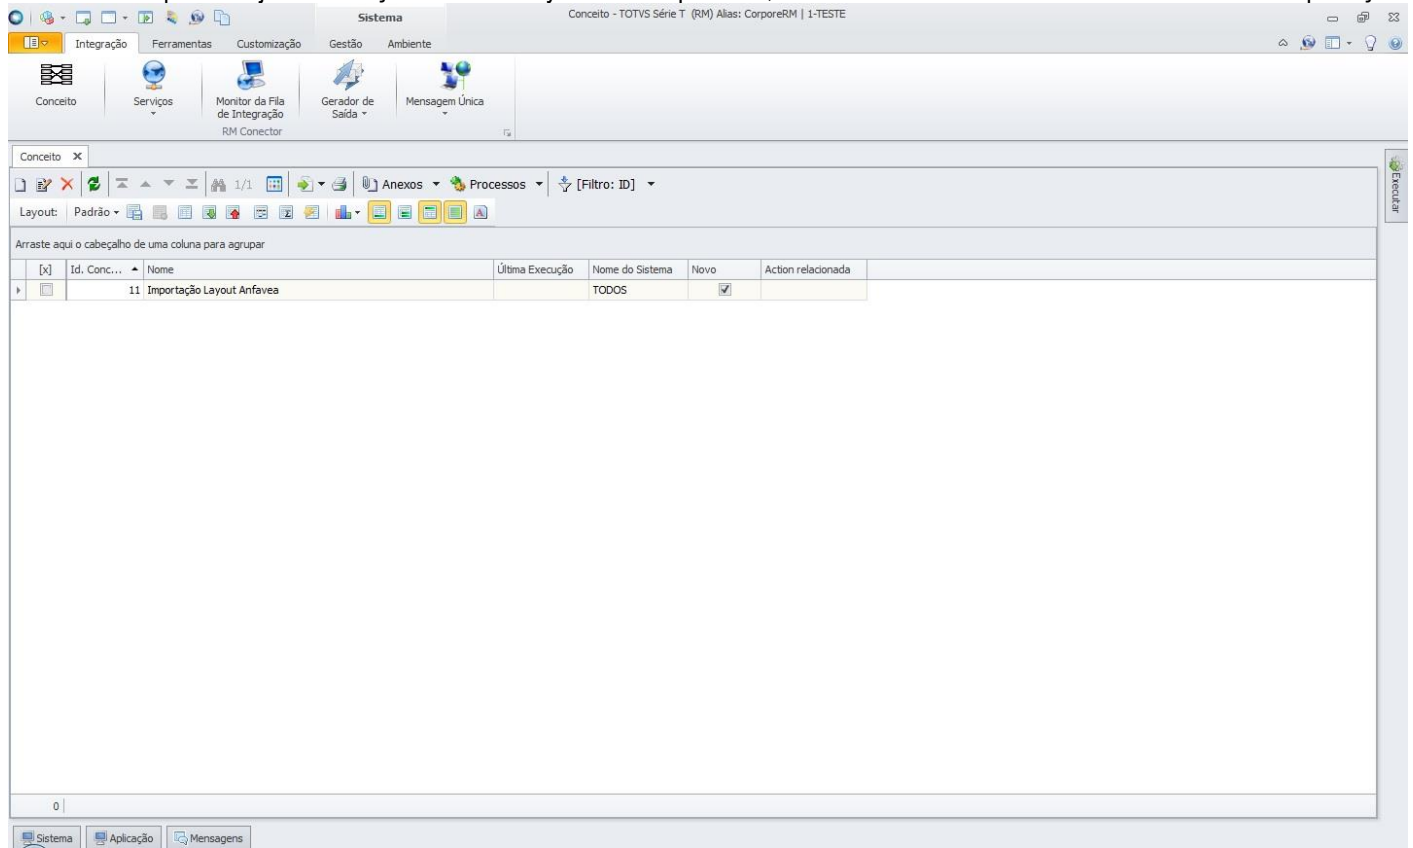 Sistema
Conceito - TOTVS Série T (RM) Alias: CorporeRM | 1-TESTE
Integração Ferramentas Customização Gestão Ambiente
Conceito Serviços Monitor da Fila de Integração Gerador de Saída Mensagem Única
RM Conector
Conceito X
1/1 Anexos Processos [Filtro: ID]
Executar
Layout: Padrão
Arraste aqui o cabeçalho de uma coluna para agrupar
[x] Id. Conc... Nome Última Execução Nome do Sistema Novo Action relacionada
11 Importação Layout Anfavea TODOS
0
Sistema Aplicação Mensagens